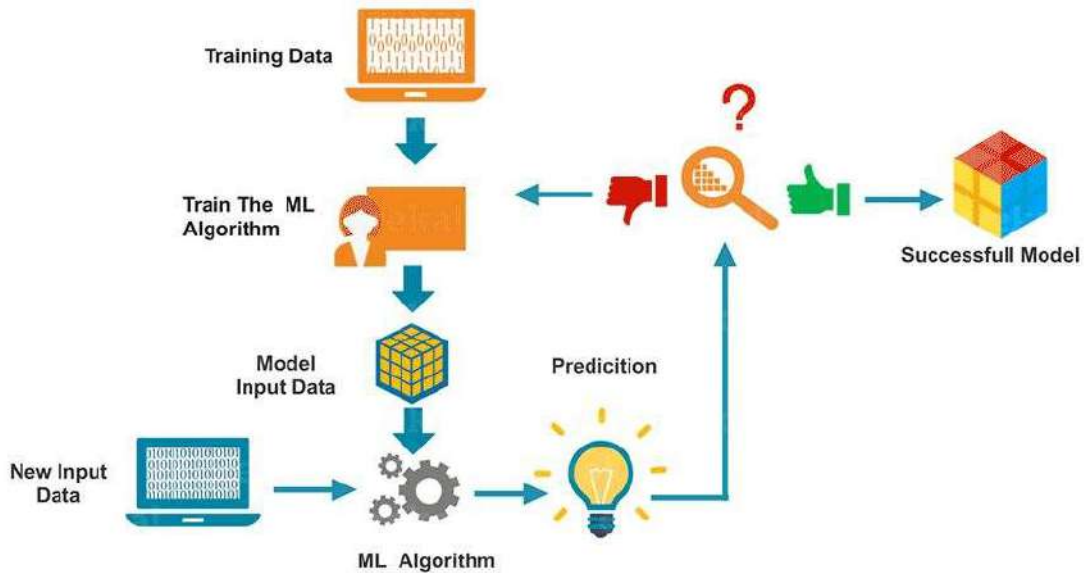 Training Data
?
Train The ML
Algorithm
Successfull Model
Model
Input Data
Predicition
New Input
Data
ML Algorithm